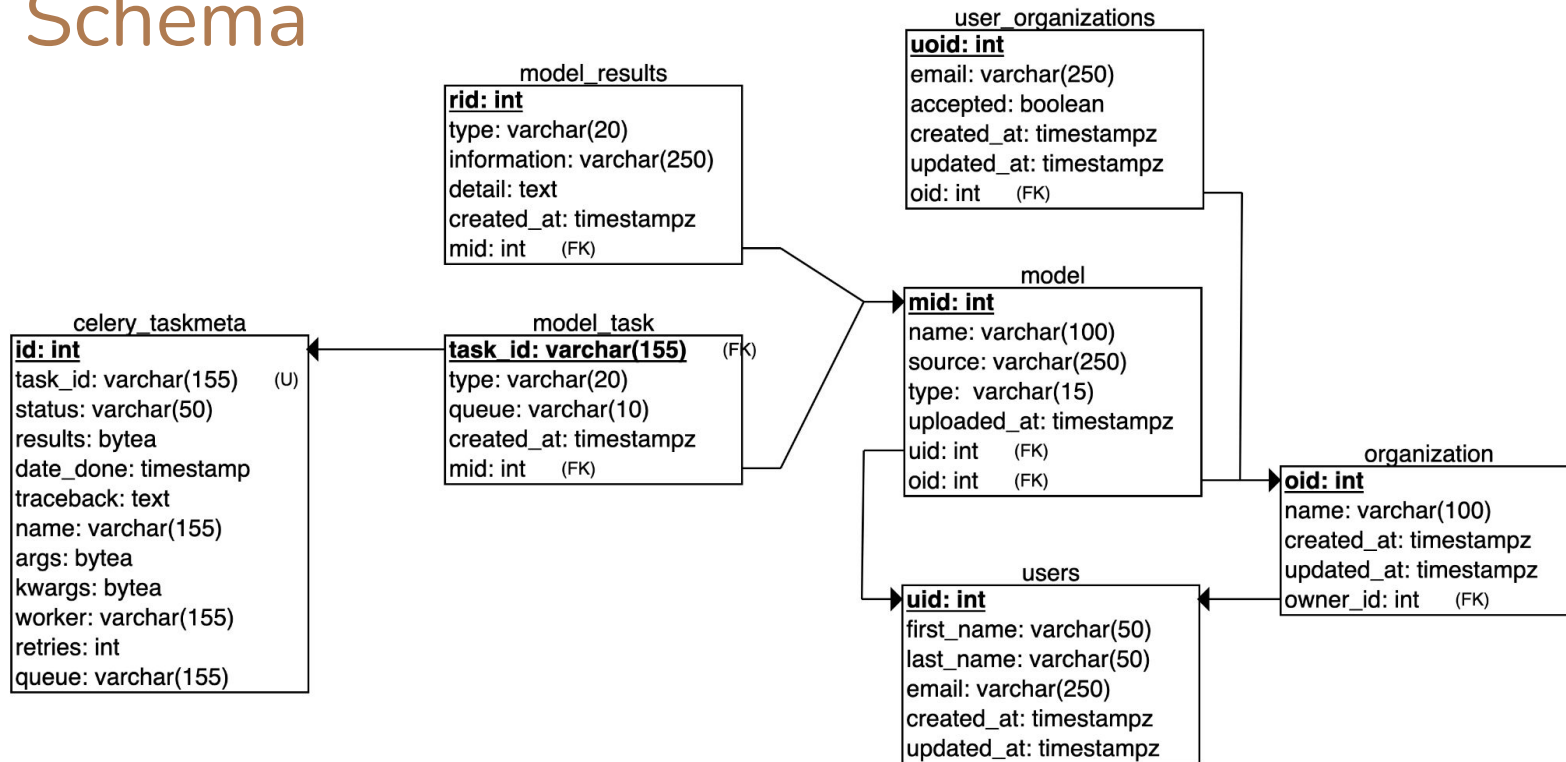 Schema
user_organizations
uoid: int
email: varchar(250)
accepted: boolean
created_at: timestampz
updated_at: timestampz
oid: int (FK)
model_results
rid: int
type: varchar(20)
information: varchar(250)
detail: text
created_at: timestampz
mid: int (FK)
model
mid: int
name: varchar(100)
source: varchar(250)
type: varchar(15)
uploaded_at: timestampz
uid: int (FK)
oid: int (FK)
celery_taskmeta
id: int
task_id: varchar(155) (U)
status: varchar(50)
results: bytea
date_done: timestamp
traceback: text
name: varchar(155)
args: bytea
kwargs: bytea
worker: varchar(155)
retries: int
queue: varchar(155)
model_task
task_id: varchar(155) (FK)
type: varchar(20)
queue: varchar(10)
created_at: timestampz
mid: int (FK)
organization
oid: int
name: varchar(100)
created_at: timestampz
updated_at: timestampz
owner_id: int (FK)
users
uid: int
first_name: varchar(50)
last_name: varchar(50)
email: varchar(250)
created_at: timestampz
updated_at: timestampz